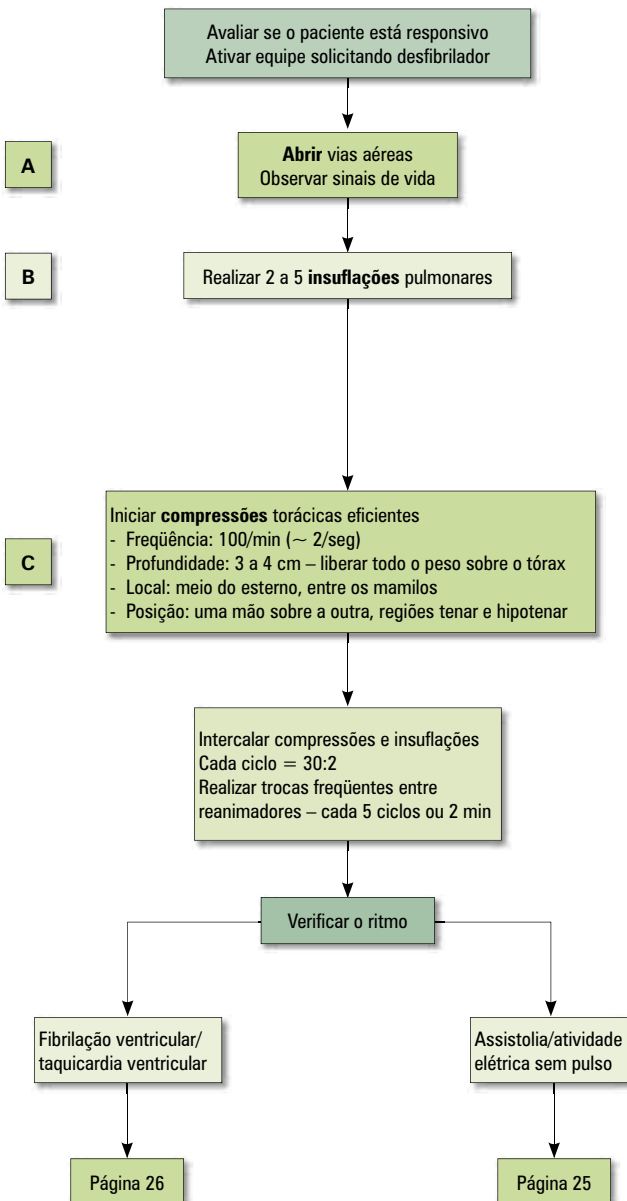 Avaliar se o paciente está responsivo
Ativar equipe solicitando desfibrilador
A
Abrir vias aéreas
Observar sinais de vida
B
Realizar 2 a 5 insuflações pulmonares
C
Iniciar compressões torácicas eficientes
- Freqüência: 100/min (~ 2/seg)
- Profundidade: 3 a 4 cm – liberar todo o peso sobre o tórax
- Local: meio do esterno, entre os mamilos
- Posição: uma mão sobre a outra, regiões tenar e hipotenar
Intercalar compressões e insuflações
Cada ciclo = 30:2
Realizar trocas freqüentes entre
reanimadores – cada 5 ciclos ou 2 min
Verificar o ritmo
Fibrilação ventricular/
taquicardia ventricular
Assistolia/atividade
elétrica sem pulso
Página 26
Página 25